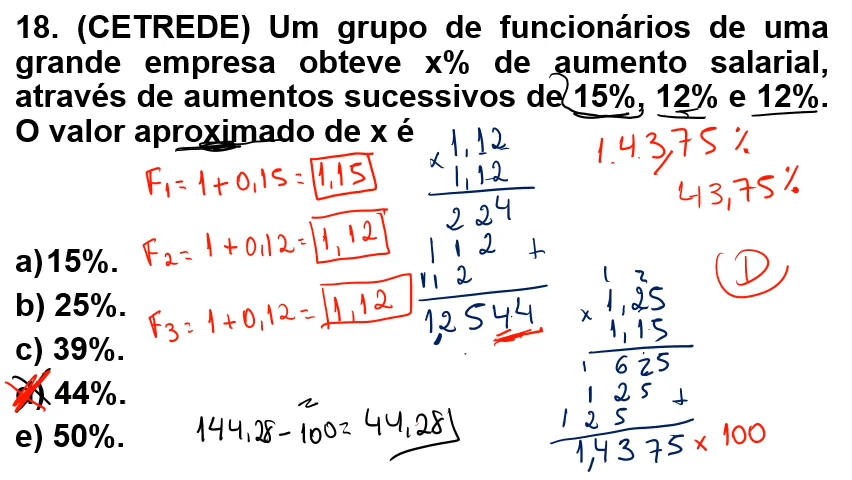 18. (CETREDE) Um grupo de funcionários de uma
grande empresa obteve x% de aumento salarial,
através de aumentos sucessivos de 15%, 12% e 12%.
O valor aproximado de x é
F₁ = 1 + 0,15 = 1,15
F₂ = 1 + 0,12 = 1,12
F₃ = 1 + 0,12 = 1,12
1,12
× 1,12
224
112 +
112
1,2544
1.43,75%
43,75%
D
1 2
1,25
× 1,15
1 625
125 +
125
1,4375 × 100
a) 15%.
b) 25%.
c) 39%.
d) 44%.
e) 50%.
144,28 - 100 = 44,28